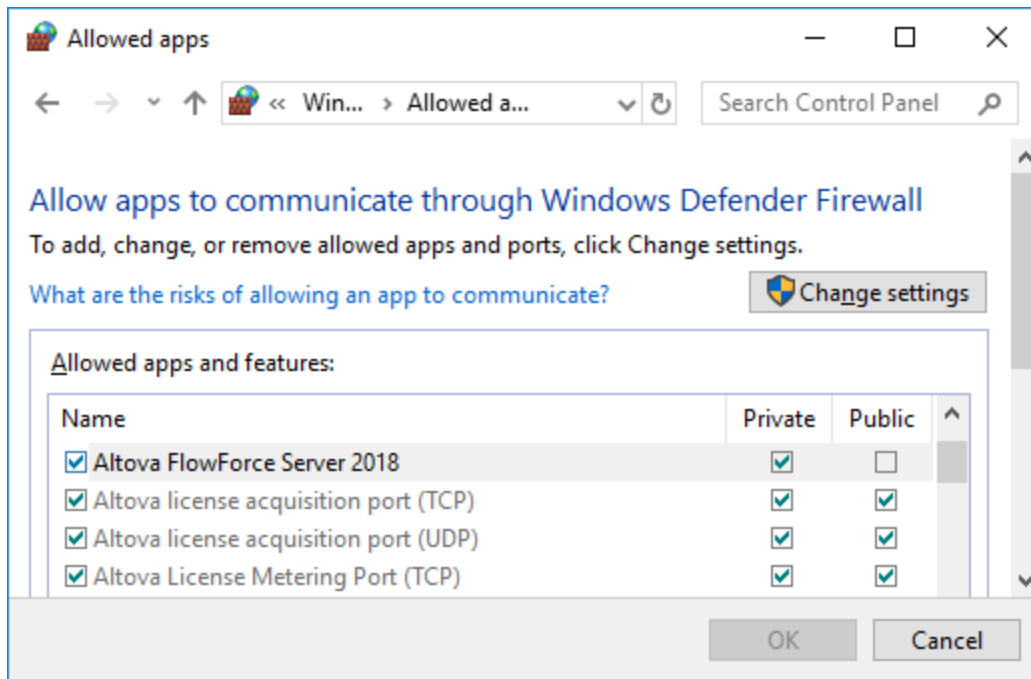 Allowed apps
« Win... › Allowed a...
Search Control Panel
Allow apps to communicate through Windows Defender Firewall
To add, change, or remove allowed apps and ports, click Change settings.
What are the risks of allowing an app to communicate?
Change settings
Allowed apps and features:
Name Private Public
Altova FlowForce Server 2018
Altova license acquisition port (TCP)
Altova license acquisition port (UDP)
Altova License Metering Port (TCP)
OK Cancel